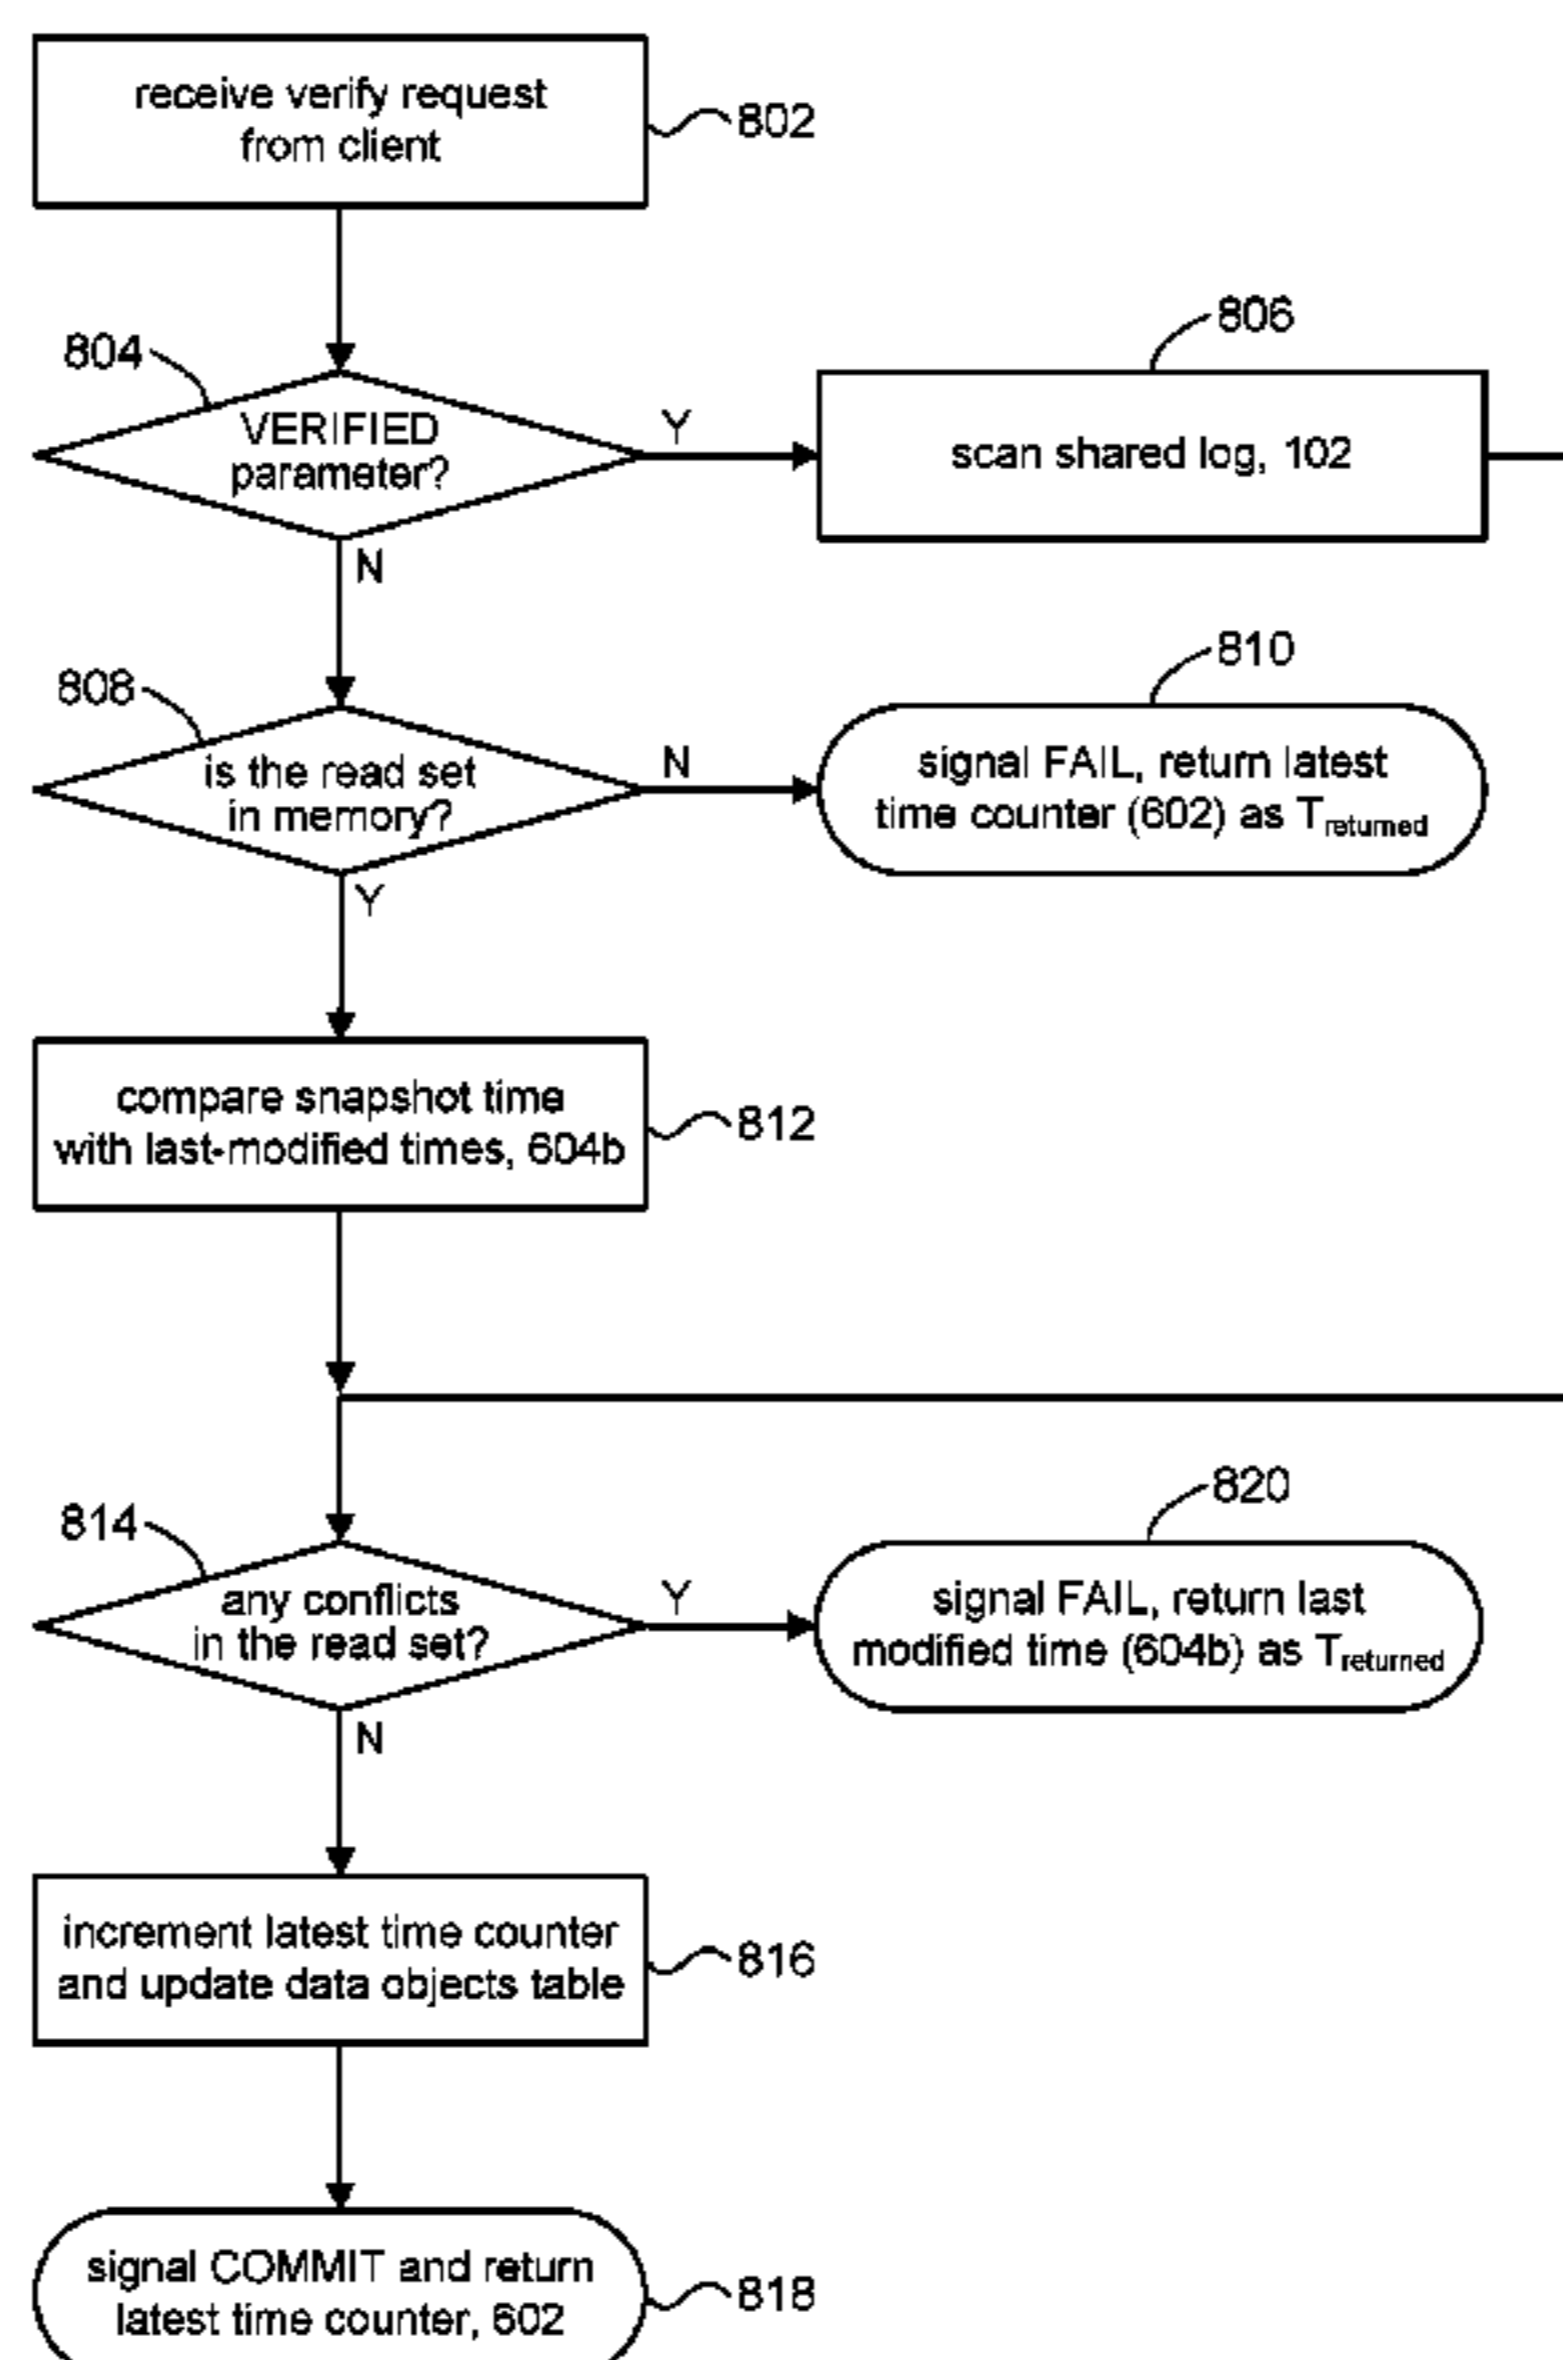 receive verify request
from client
802
804
VERIFIED
parameter?
Y
N
806
scan shared log, 102
808
is the read set
in memory?
N
Y
810
signal FAIL, return latest
time counter (602) as Treturned
compare snapshot time
with last-modified times, 604b
812
814
any conflicts
in the read set?
Y
N
820
signal FAIL, return last
modified time (604b) as Treturned
increment latest time counter
and update data objects table
816
signal COMMIT and return
latest time counter, 602
818